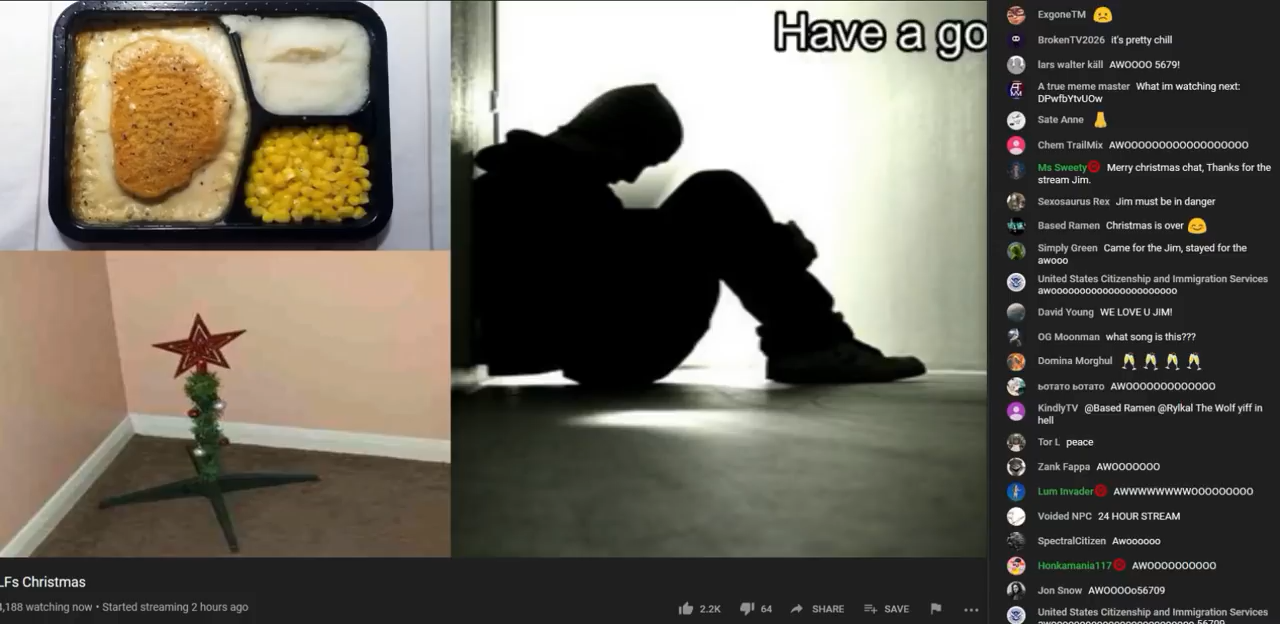 Have a go
ExgoneTM
BrokenTV2026 it's pretty chill
lars walter käll AWOOOO 5679!
A true meme master What im watching next:
DPwfbYtvUOw
Sate Anne
Chem TrailMix AWOOOOOOOOOOOOOOOOOO
Ms Sweety Merry christmas chat, Thanks for the
stream Jim.
Sexosaurus Rex Jim must be in danger
Based Ramen Christmas is over
Simply Green Came for the Jim, stayed for the
awooo
United States Citizenship and Immigration Services
awoooooooooooooooooooooo
David Young WE LOVE U JIM!
OG Moonman what song is this???
Domina Morghul
ьотато ьотато AWOOOOOOOOOOOOO
KindlyTV @Based Ramen @Rylkal The Wolf yiff in
hell
Tor L peace
Zank Fappa AWOOOOOOO
Lum Invader AWWWWWWWWOOOOOOOOO
Voided NPC 24 HOUR STREAM
SpectralCitizen Awoooooo
Honkamania117 AWOOOOOOOOOO
Jon Snow AWOOOOo56709
United States Citizenship and Immigration Services
LFs Christmas
,188 watching now • Started streaming 2 hours ago
2.2K 64 SHARE SAVE